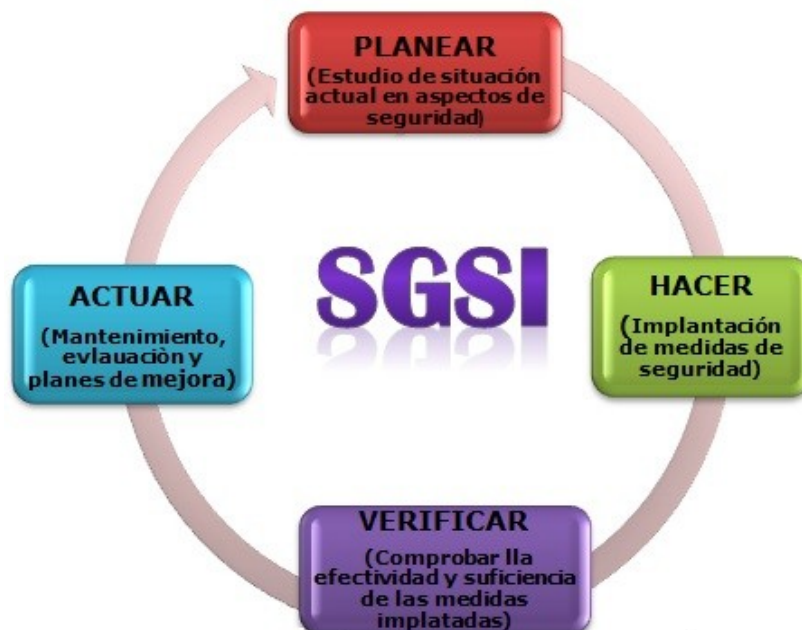 PLANEAR
(Estudio de situación
actual en aspectos de
seguridad)
SGSI
HACER
(Implantación
de medidas de
seguridad)
VERIFICAR
(Comprobar lla
efectividad y suficiencia
de las medidas
implatadas)
ACTUAR
(Mantenimiento,
evlauaciòn y
planes de mejora)